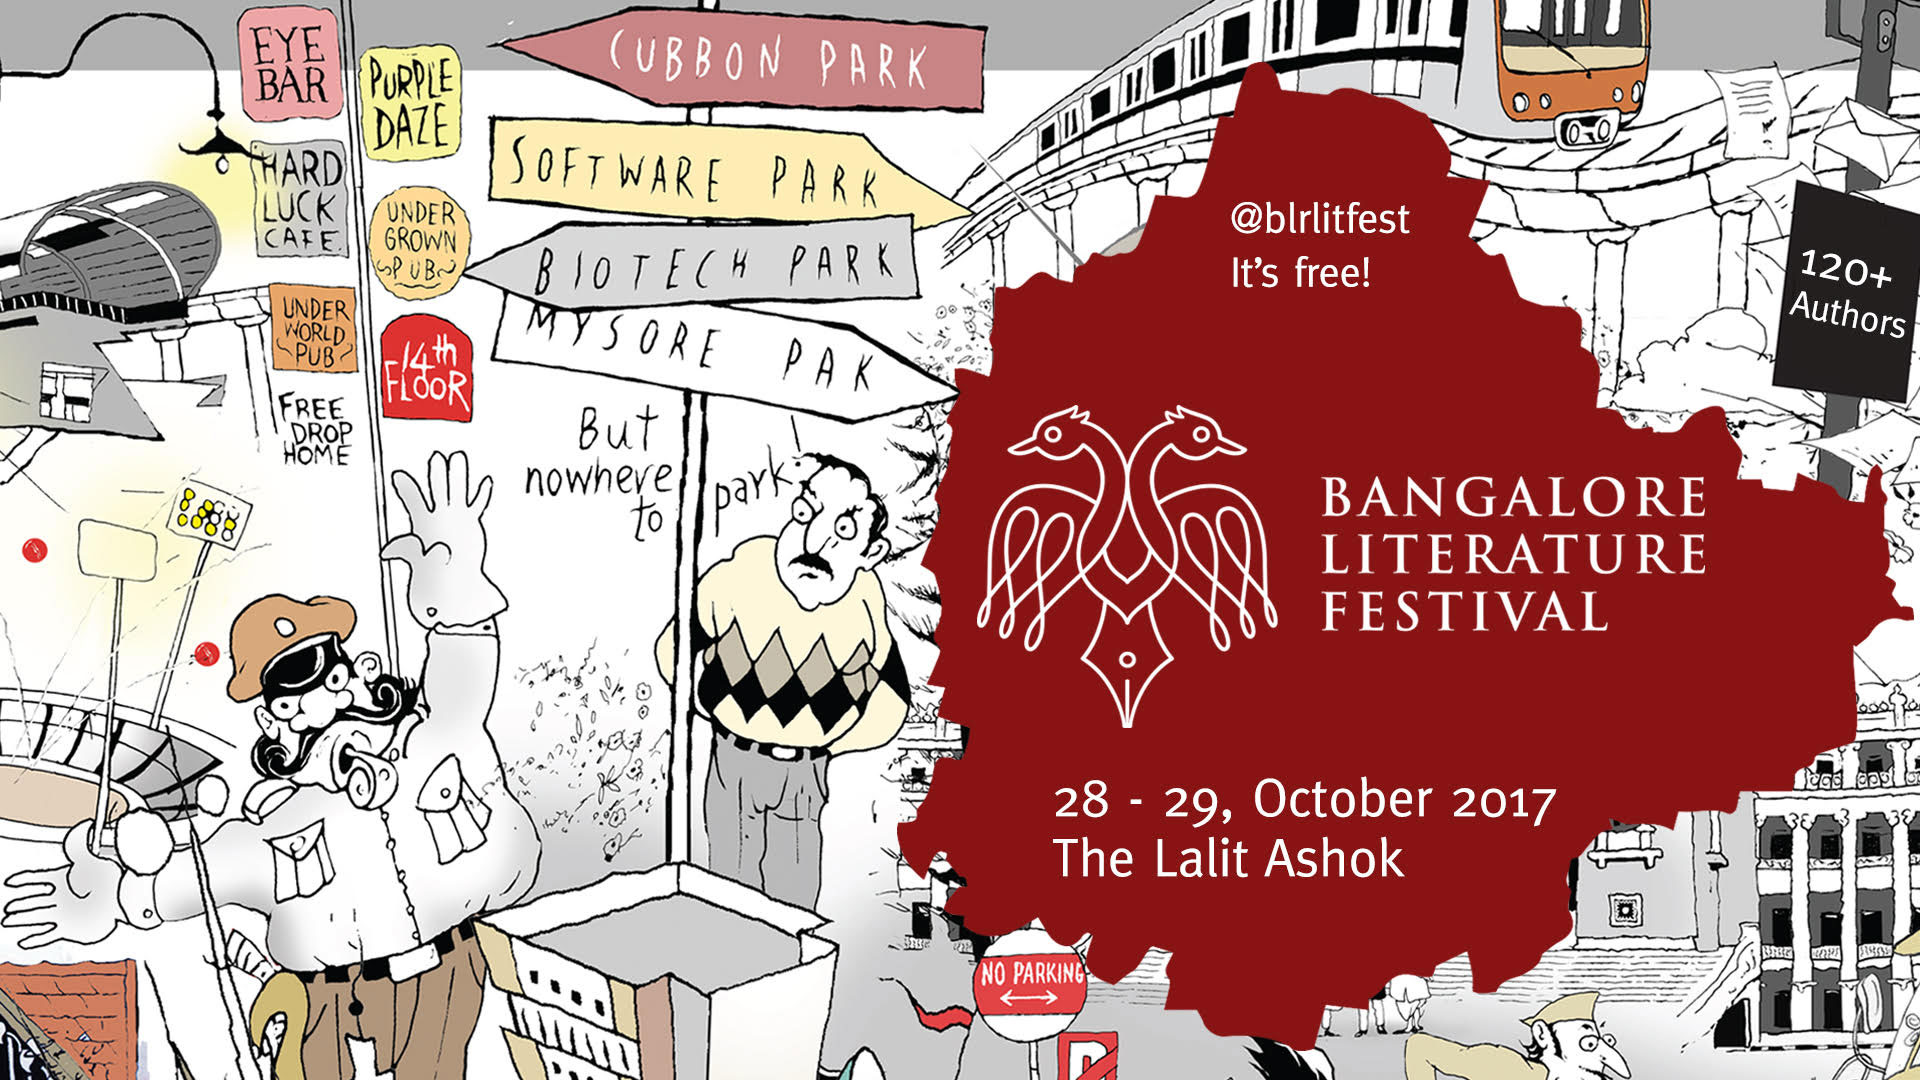 EYE
BAR
PURPLE
DAZE
HARD
LUCK
CAFE.
UNDER
GROWN
PUB
UNDER
WORLD
PUB
14th
FLOOR
FREE
DROP
HOME
CUBBON PARK
SOFTWARE PARK
BIOTECH PARK
MYSORE PAK
But
nowhere
to park.
@blrlitfest
It's free!
120+
Authors
BANGALORE
LITERATURE
FESTIVAL
28 - 29, October 2017
The Lalit Ashok
NO PARKING
P